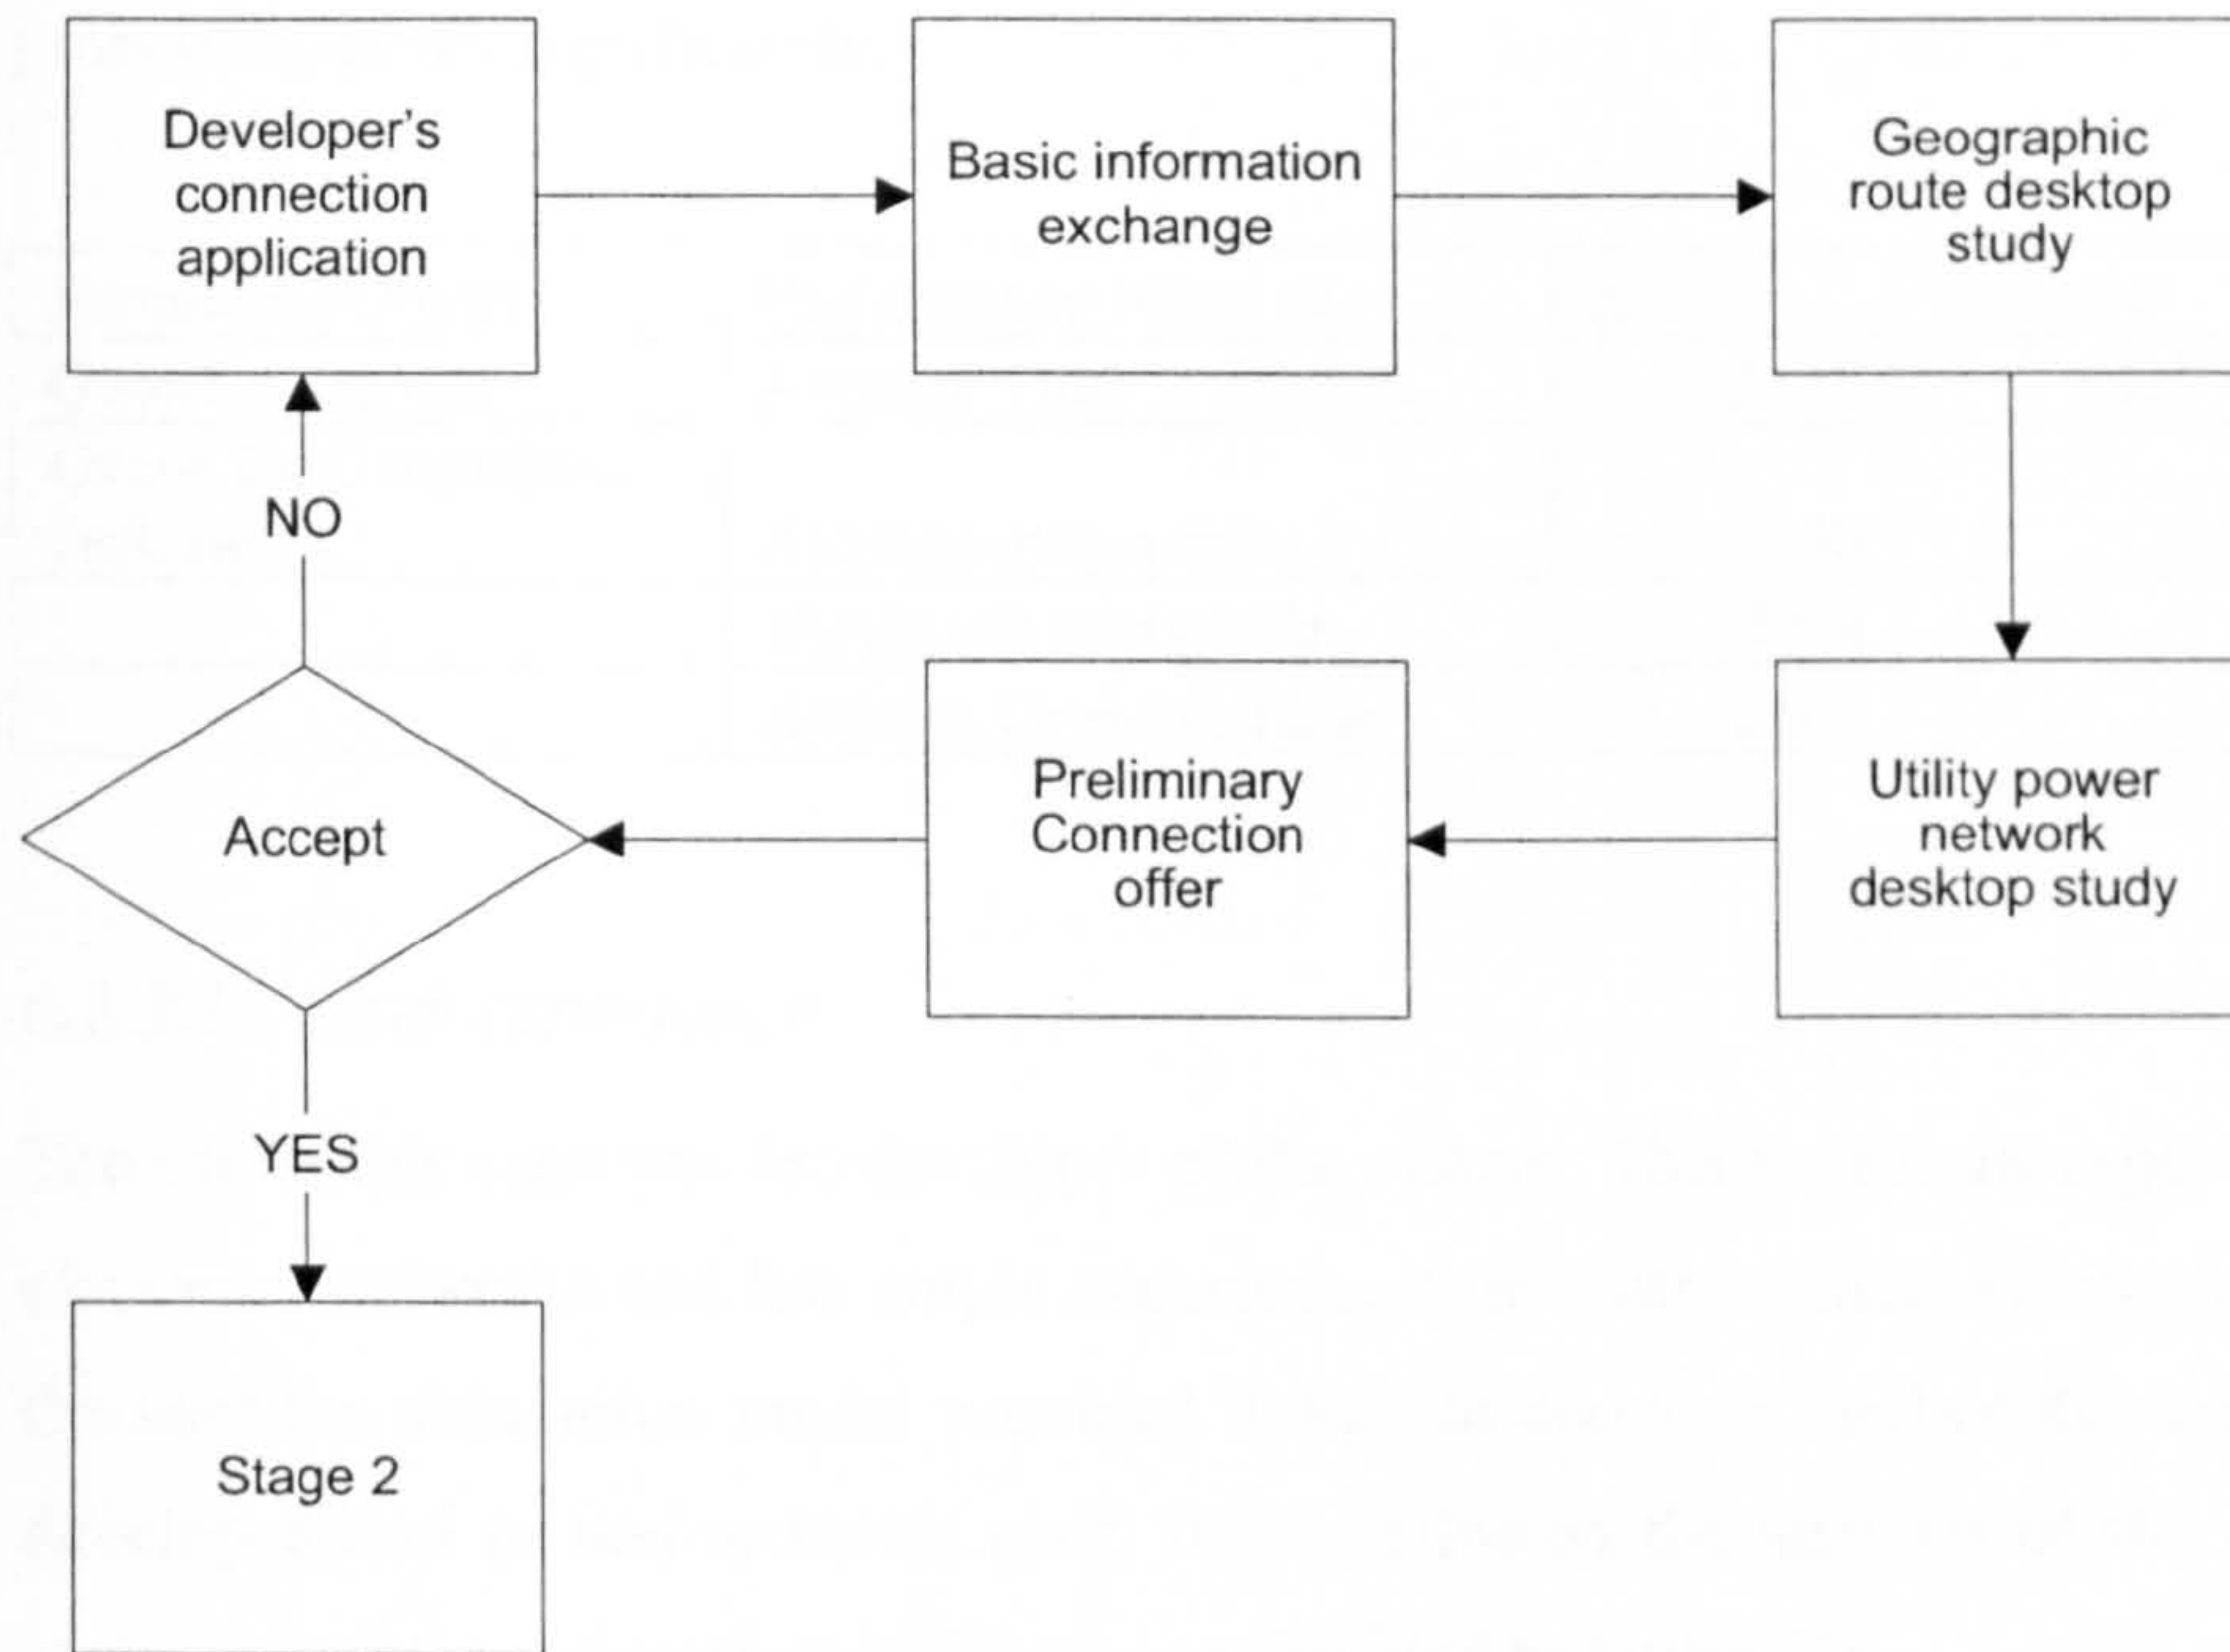 Developer's
connection
application
Basic information
exchange
Geographic
route desktop
study
NO
Accept
Preliminary
Connection
offer
Utility power
network
desktop study
YES
Stage 2